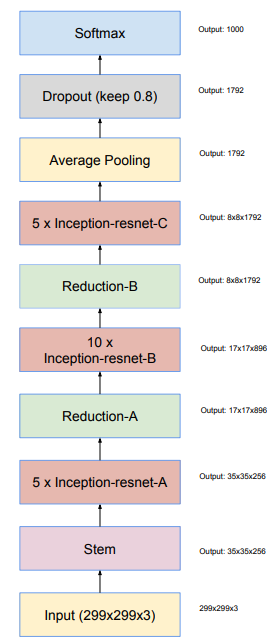 Softmax
Output: 1000
Dropout (keep 0.8)
Output: 1792
Average Pooling
Output: 1792
5 x Inception-resnet-C
Output: 8x8x1792
Reduction-B
Output: 8x8x1792
10 x
Inception-resnet-B
Output: 17x17x896
Reduction-A
Output: 17x17x896
5 x Inception-resnet-A
Output: 35x35x256
Stem
Output: 35x35x256
Input (299x299x3)
299x299x3